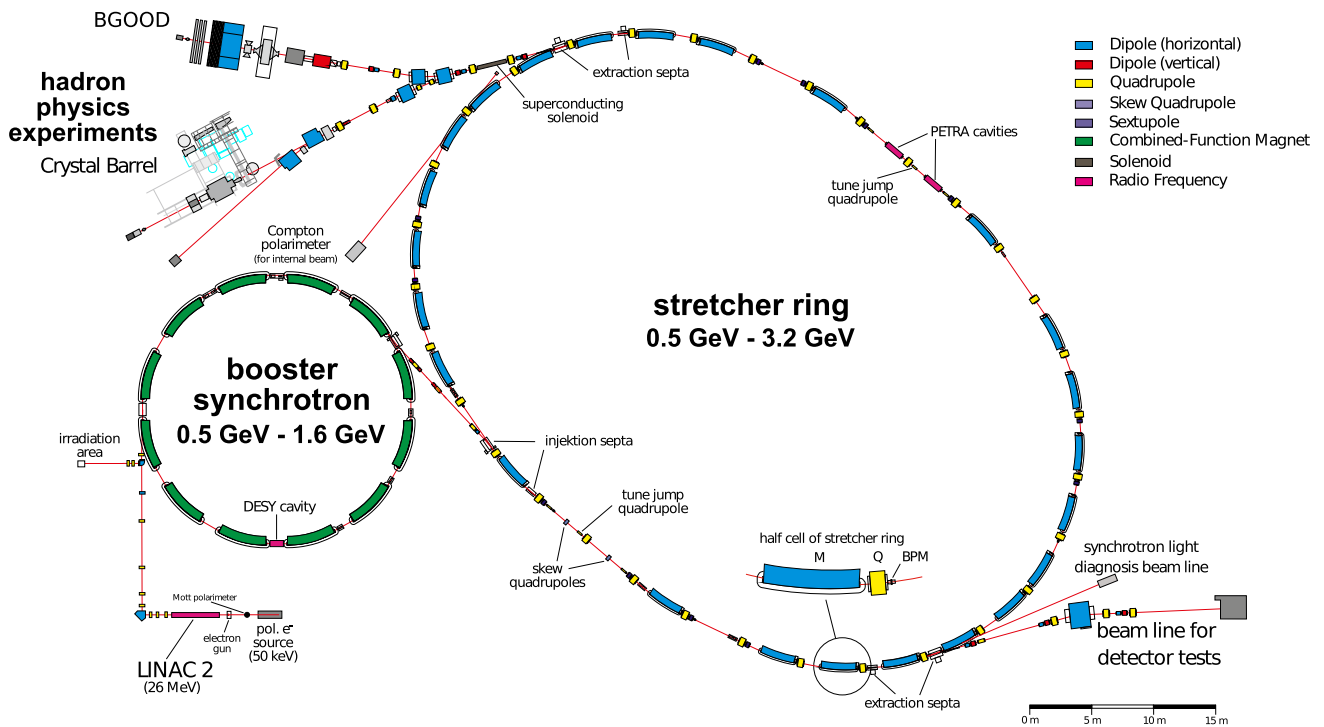 BGOOD
hadron
physics
experiments
Crystal Barrel
extraction septa
superconducting
solenoid
Dipole (horizontal)
Dipole (vertical)
Quadrupole
Skew Quadrupole
Sextupole
Combined-Function Magnet
Solenoid
Radio Frequency
PETRA cavities
tune jump
quadrupole
Compton
polarimeter
(for internal beam)
stretcher ring
0.5 GeV - 3.2 GeV
booster
synchrotron
0.5 GeV - 1.6 GeV
irradiation
area
injektion septa
DESY cavity
tune jump
quadrupole
skew
quadrupoles
half cell of stretcher ring
M
Q
BPM
synchrotron light
diagnosis beam line
Mott polarimeter
electron
gun
pol. e-
source
(50 keV)
LINAC 2
(26 MeV)
beam line for
detector tests
extraction septa
0 m
5 m
10 m
15 m